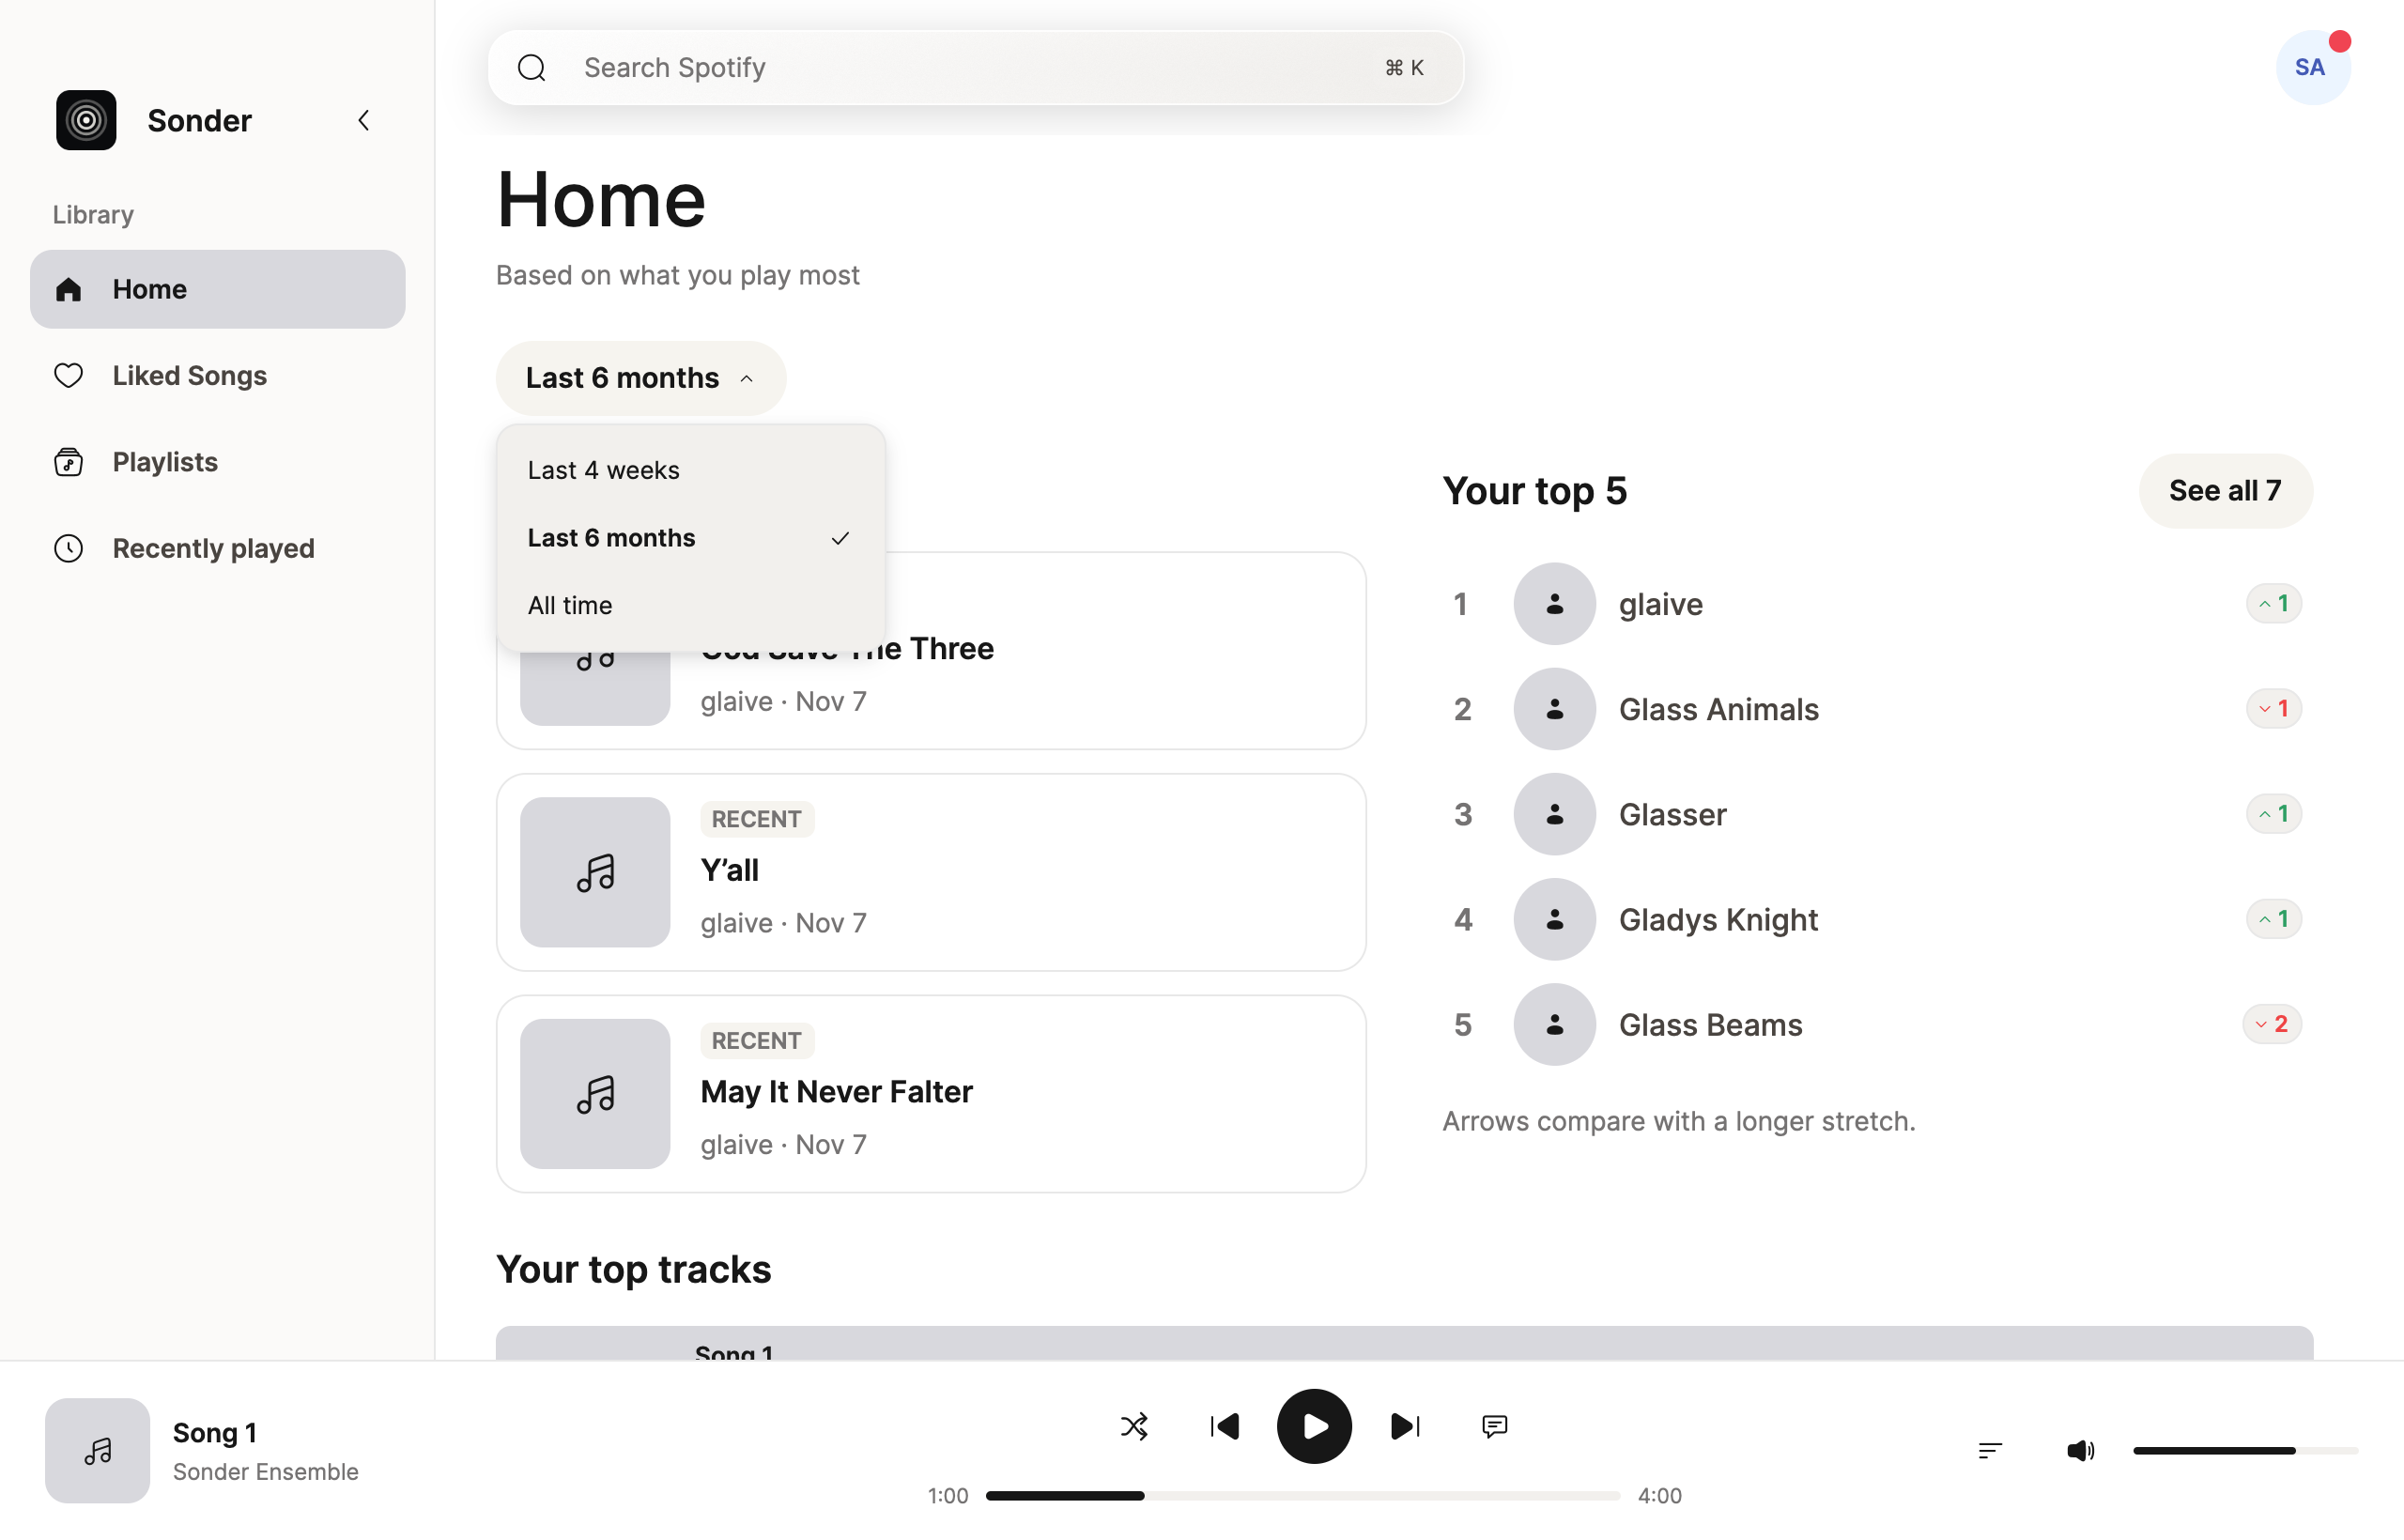 Search Spotify
⌘ K
SA
Sonder
Library
Home
Liked Songs
Playlists
Recently played
Home
Based on what you play most
Last 6 months
Last 4 weeks
Last 6 months
All time
God Save The Three
glaive · Nov 7
RECENT
Y’all
glaive · Nov 7
RECENT
May It Never Falter
glaive · Nov 7
Your top 5
See all 7
1 glaive 1
2 Glass Animals 1
3 Glasser 1
4 Gladys Knight 1
5 Glass Beams 2
Arrows compare with a longer stretch.
Your top tracks
Song 1
Song 1
Sonder Ensemble
1:00
4:00